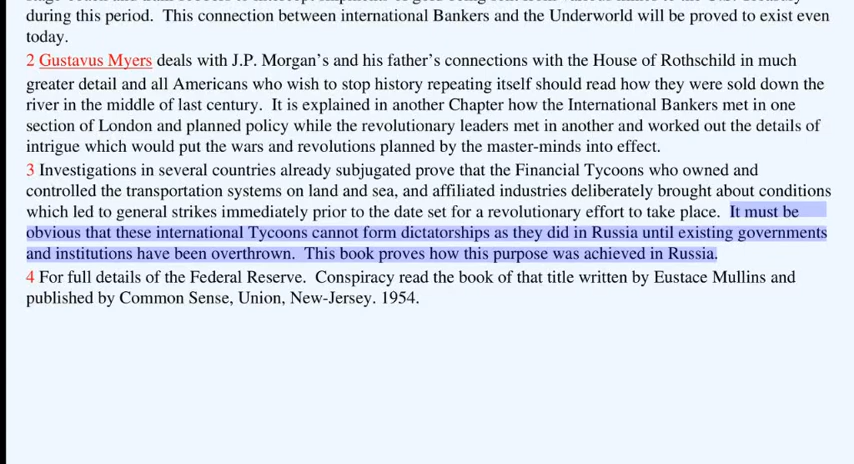 during this period. This connection between international Bankers and the Underworld will be proved to exist even
today.
2 Gustavus Myers deals with J.P. Morgan's and his father's connections with the House of Rothschild in much
greater detail and all Americans who wish to stop history repeating itself should read how they were sold down the
river in the middle of last century. It is explained in another Chapter how the International Bankers met in one
section of London and planned policy while the revolutionary leaders met in another and worked out the details of
intrigue which would put the wars and revolutions planned by the master-minds into effect.
3 Investigations in several countries already subjugated prove that the Financial Tycoons who owned and
controlled the transportation systems on land and sea, and affiliated industries deliberately brought about conditions
which led to general strikes immediately prior to the date set for a revolutionary effort to take place. It must be
obvious that these international Tycoons cannot form dictatorships as they did in Russia until existing governments
and institutions have been overthrown. This book proves how this purpose was achieved in Russia.
4 For full details of the Federal Reserve. Conspiracy read the book of that title written by Eustace Mullins and
published by Common Sense, Union, New-Jersey. 1954.